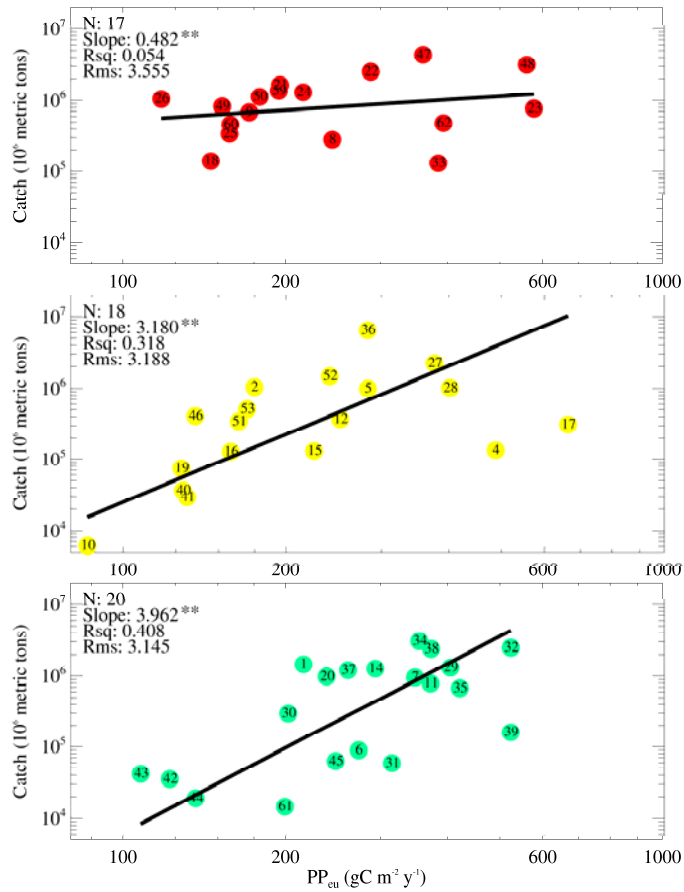 N: 17
Slope: 0.482**
Rsq: 0.054
Rms: 3.555
Catch (10⁶ metric tons)
10⁷
10⁶
10⁵
10⁴
26 49 50 21 22 47 48
60 25 18 8 62 33 23
100 200 600 1000
N: 18
Slope: 3.180**
Rsq: 0.318
Rms: 3.188
Catch (10⁶ metric tons)
10⁷
10⁶
10⁵
10⁴
36
52 27
2 5 28
46 53 51 12 17
16 15 4
19
40 41
10
100 200 600 1000
N: 20
Slope: 3.962**
Rsq: 0.408
Rms: 3.145
Catch (10⁶ metric tons)
10⁷
10⁶
10⁵
10⁴
34 38 32
1 20 37 14 7 29 11 35
30 39
6 45 31
43 42
44 61
100 200 600 1000
PPeu (gC m⁻² y⁻¹)